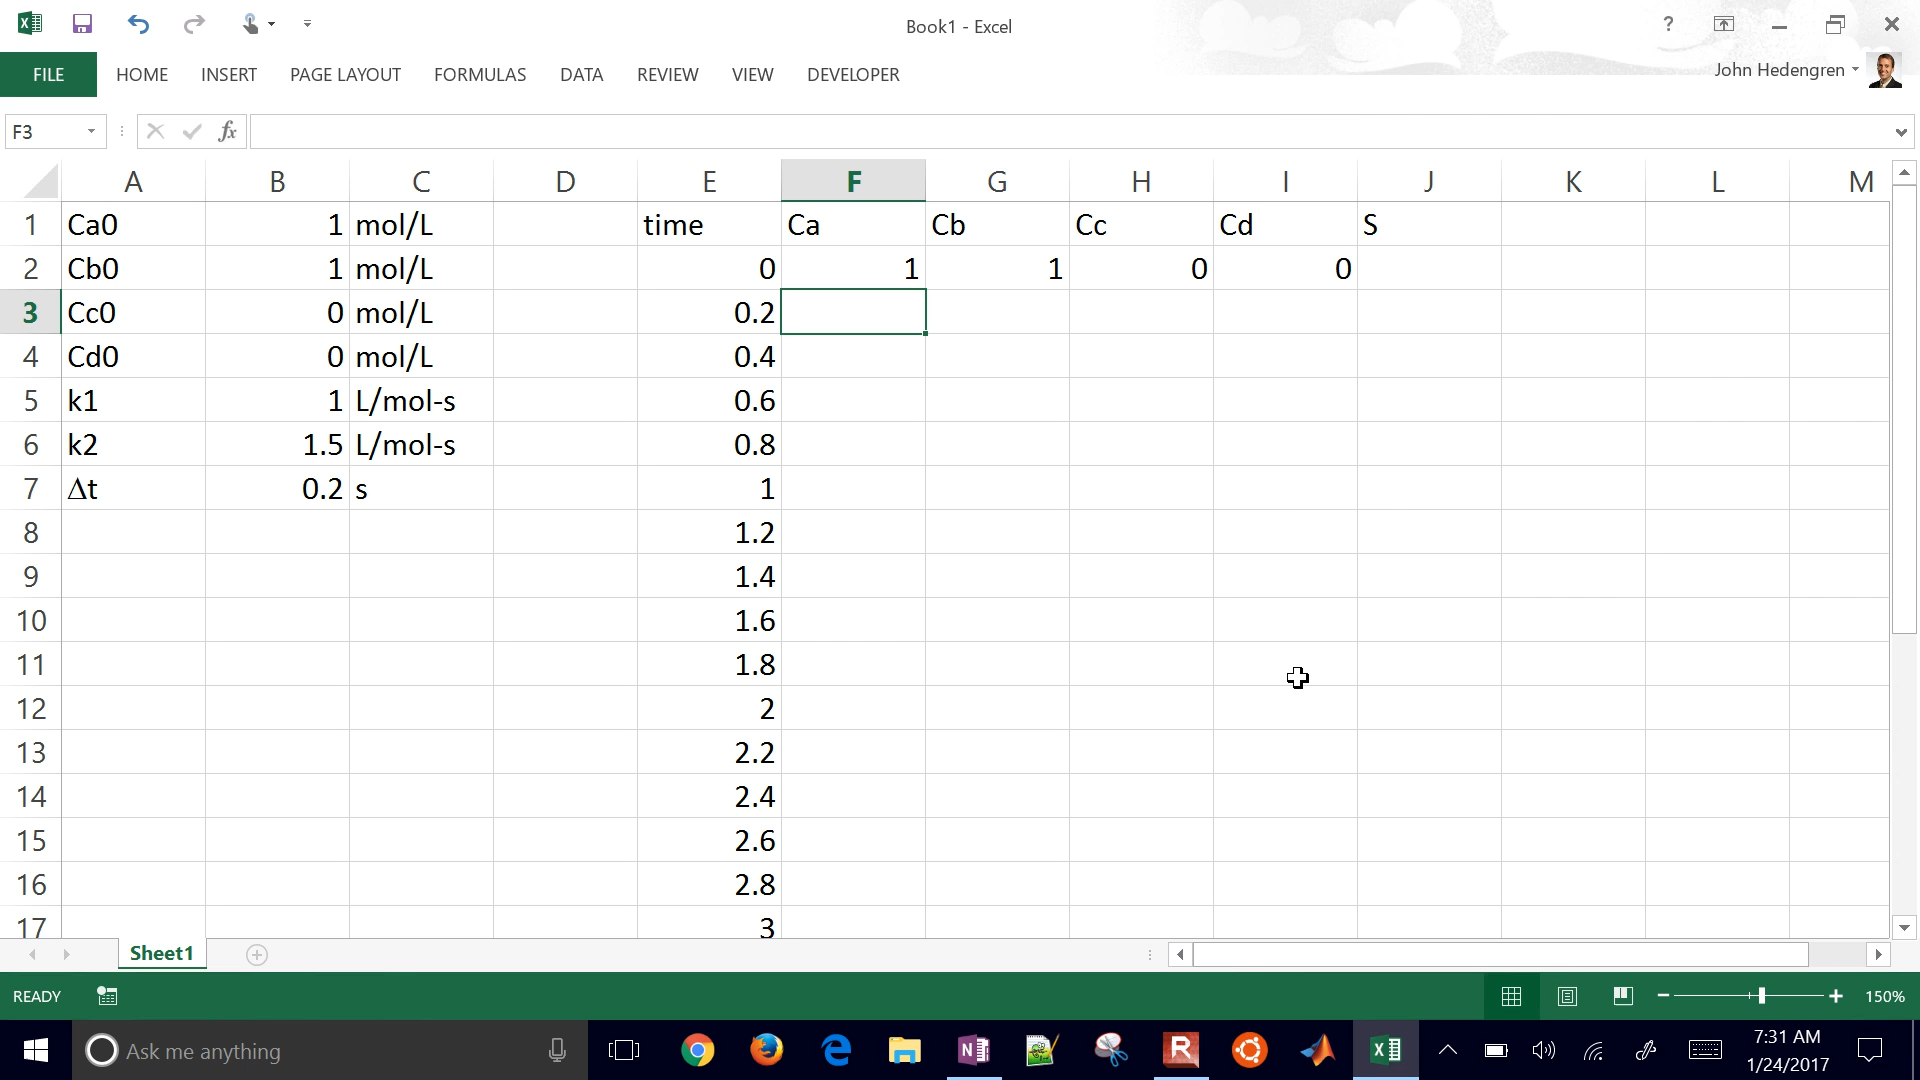 Book1 - Excel
?
FILE HOME INSERT PAGE LAYOUT FORMULAS DATA REVIEW VIEW DEVELOPER
John Hedengren
F3 fx
A B C D E F G H I J K L M
1 Ca0 1 mol/L time Ca Cb Cc Cd S
2 Cb0 1 mol/L 0 1 1 0 0
3 Cc0 0 mol/L 0.2
4 Cd0 0 mol/L 0.4
5 k1 1 L/mol-s 0.6
6 k2 1.5 L/mol-s 0.8
7 Δt 0.2 s 1
8 1.2
9 1.4
10 1.6
11 1.8
12 2
13 2.2
14 2.4
15 2.6
16 2.8
17 3
Sheet1
READY 150%
Ask me anything
7:31 AM
1/24/2017